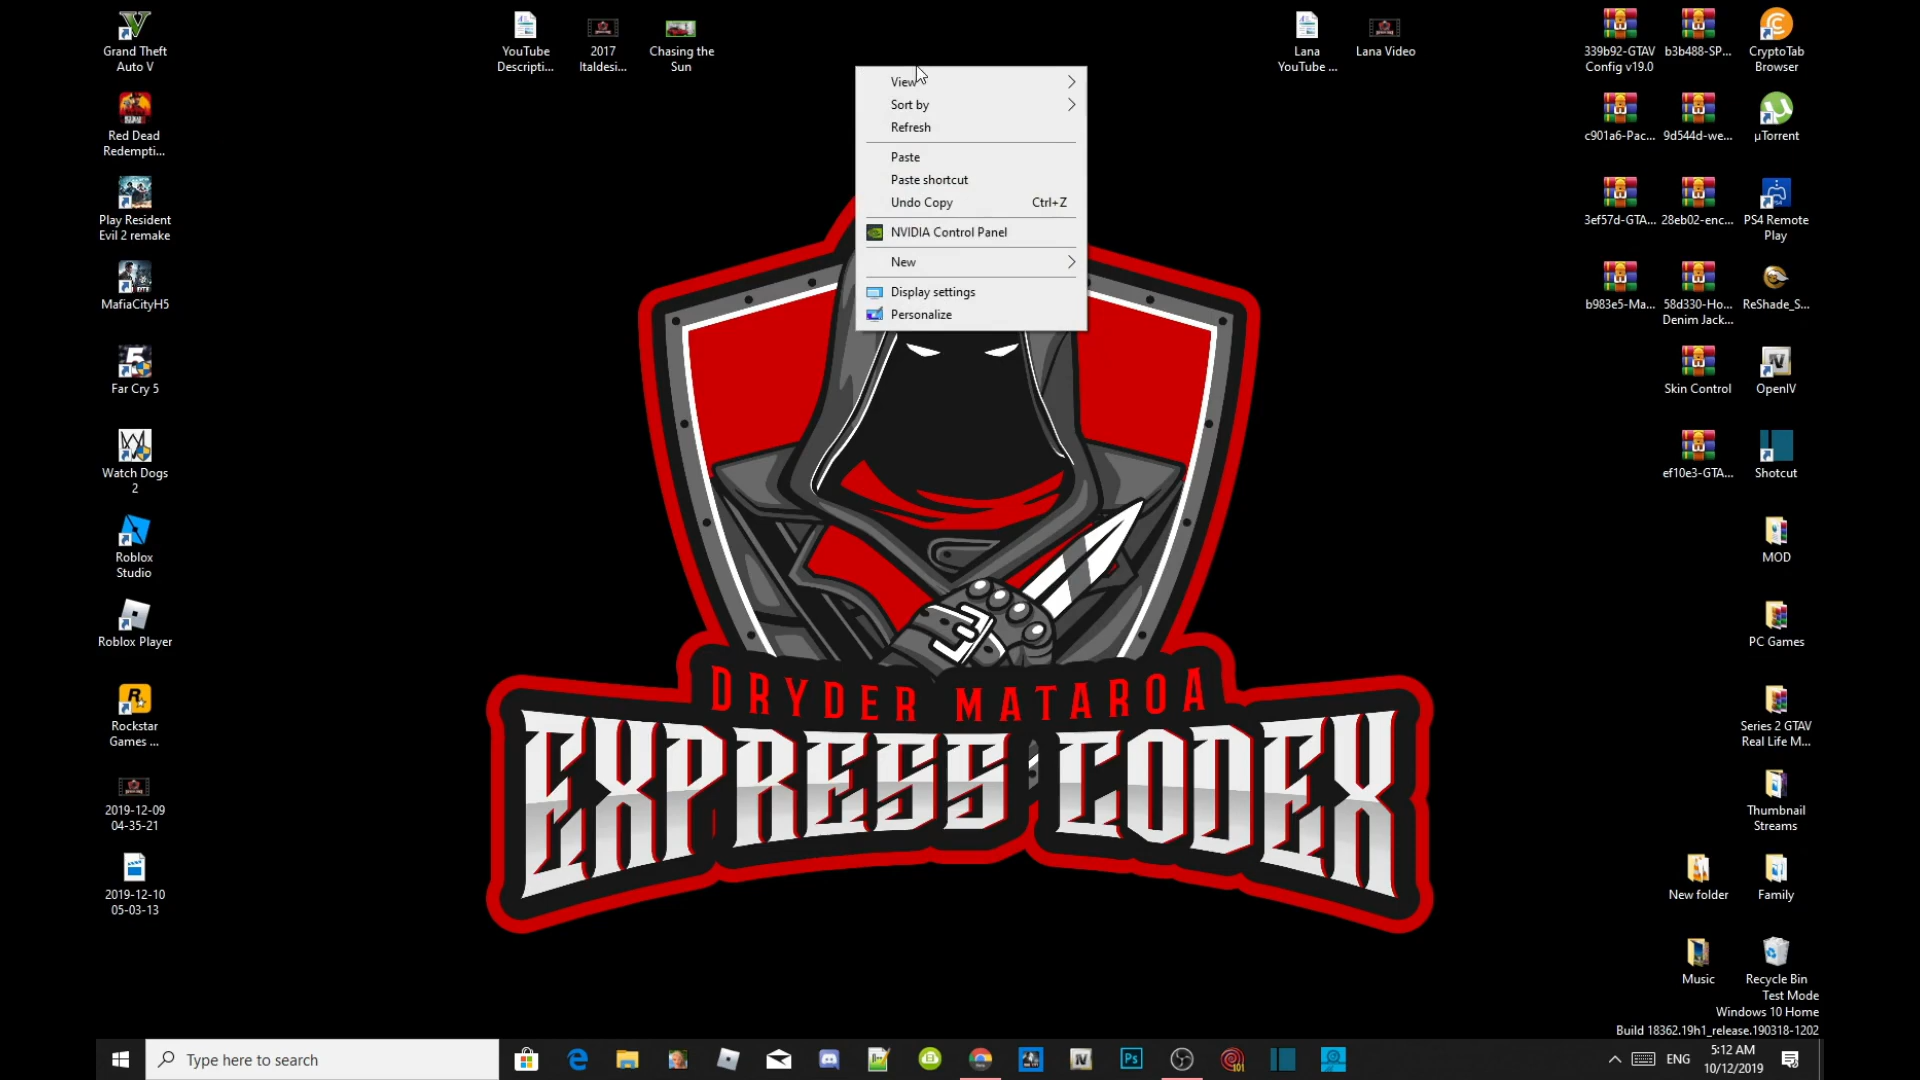 Grand Theft
Auto V
Red Dead
Redempti...
Play Resident
Evil 2 remake
MafiaCityH5
Far Cry 5
Watch Dogs
2
Roblox
Studio
Roblox Player
Rockstar
Games ...
2019-12-09
04-35-21
2019-12-10
05-03-13
YouTube
Descripti...
2017
Italdesi...
Chasing the
Sun
View
Sort by
Refresh
Paste
Paste shortcut
Undo Copy Ctrl+Z
NVIDIA Control Panel
New
Display settings
Personalize
DRYDER MATAROA
EXPRESS CODEX
Lana
YouTube ...
Lana Video
339b92-GTAV
Config v19.0
b3b488-SP...
CryptoTab
Browser
c901a6-Pac...
9d544d-we...
µTorrent
3ef57d-GTA...
28eb02-enc...
PS4 Remote
Play
b983e5-Ma...
58d330-Ho...
Denim Jack...
ReShade_S...
Skin Control
OpenIV
ef10e3-GTA...
Shotcut
MOD
PC Games
Series 2 GTAV
Real Life M...
Thumbnail
Streams
New folder
Family
Music
Recycle Bin
Test Mode
Windows 10 Home
Build 18362.19h1_release.190318-1202
Type here to search
Ps
IV
101
ENG
5:12 AM
10/12/2019